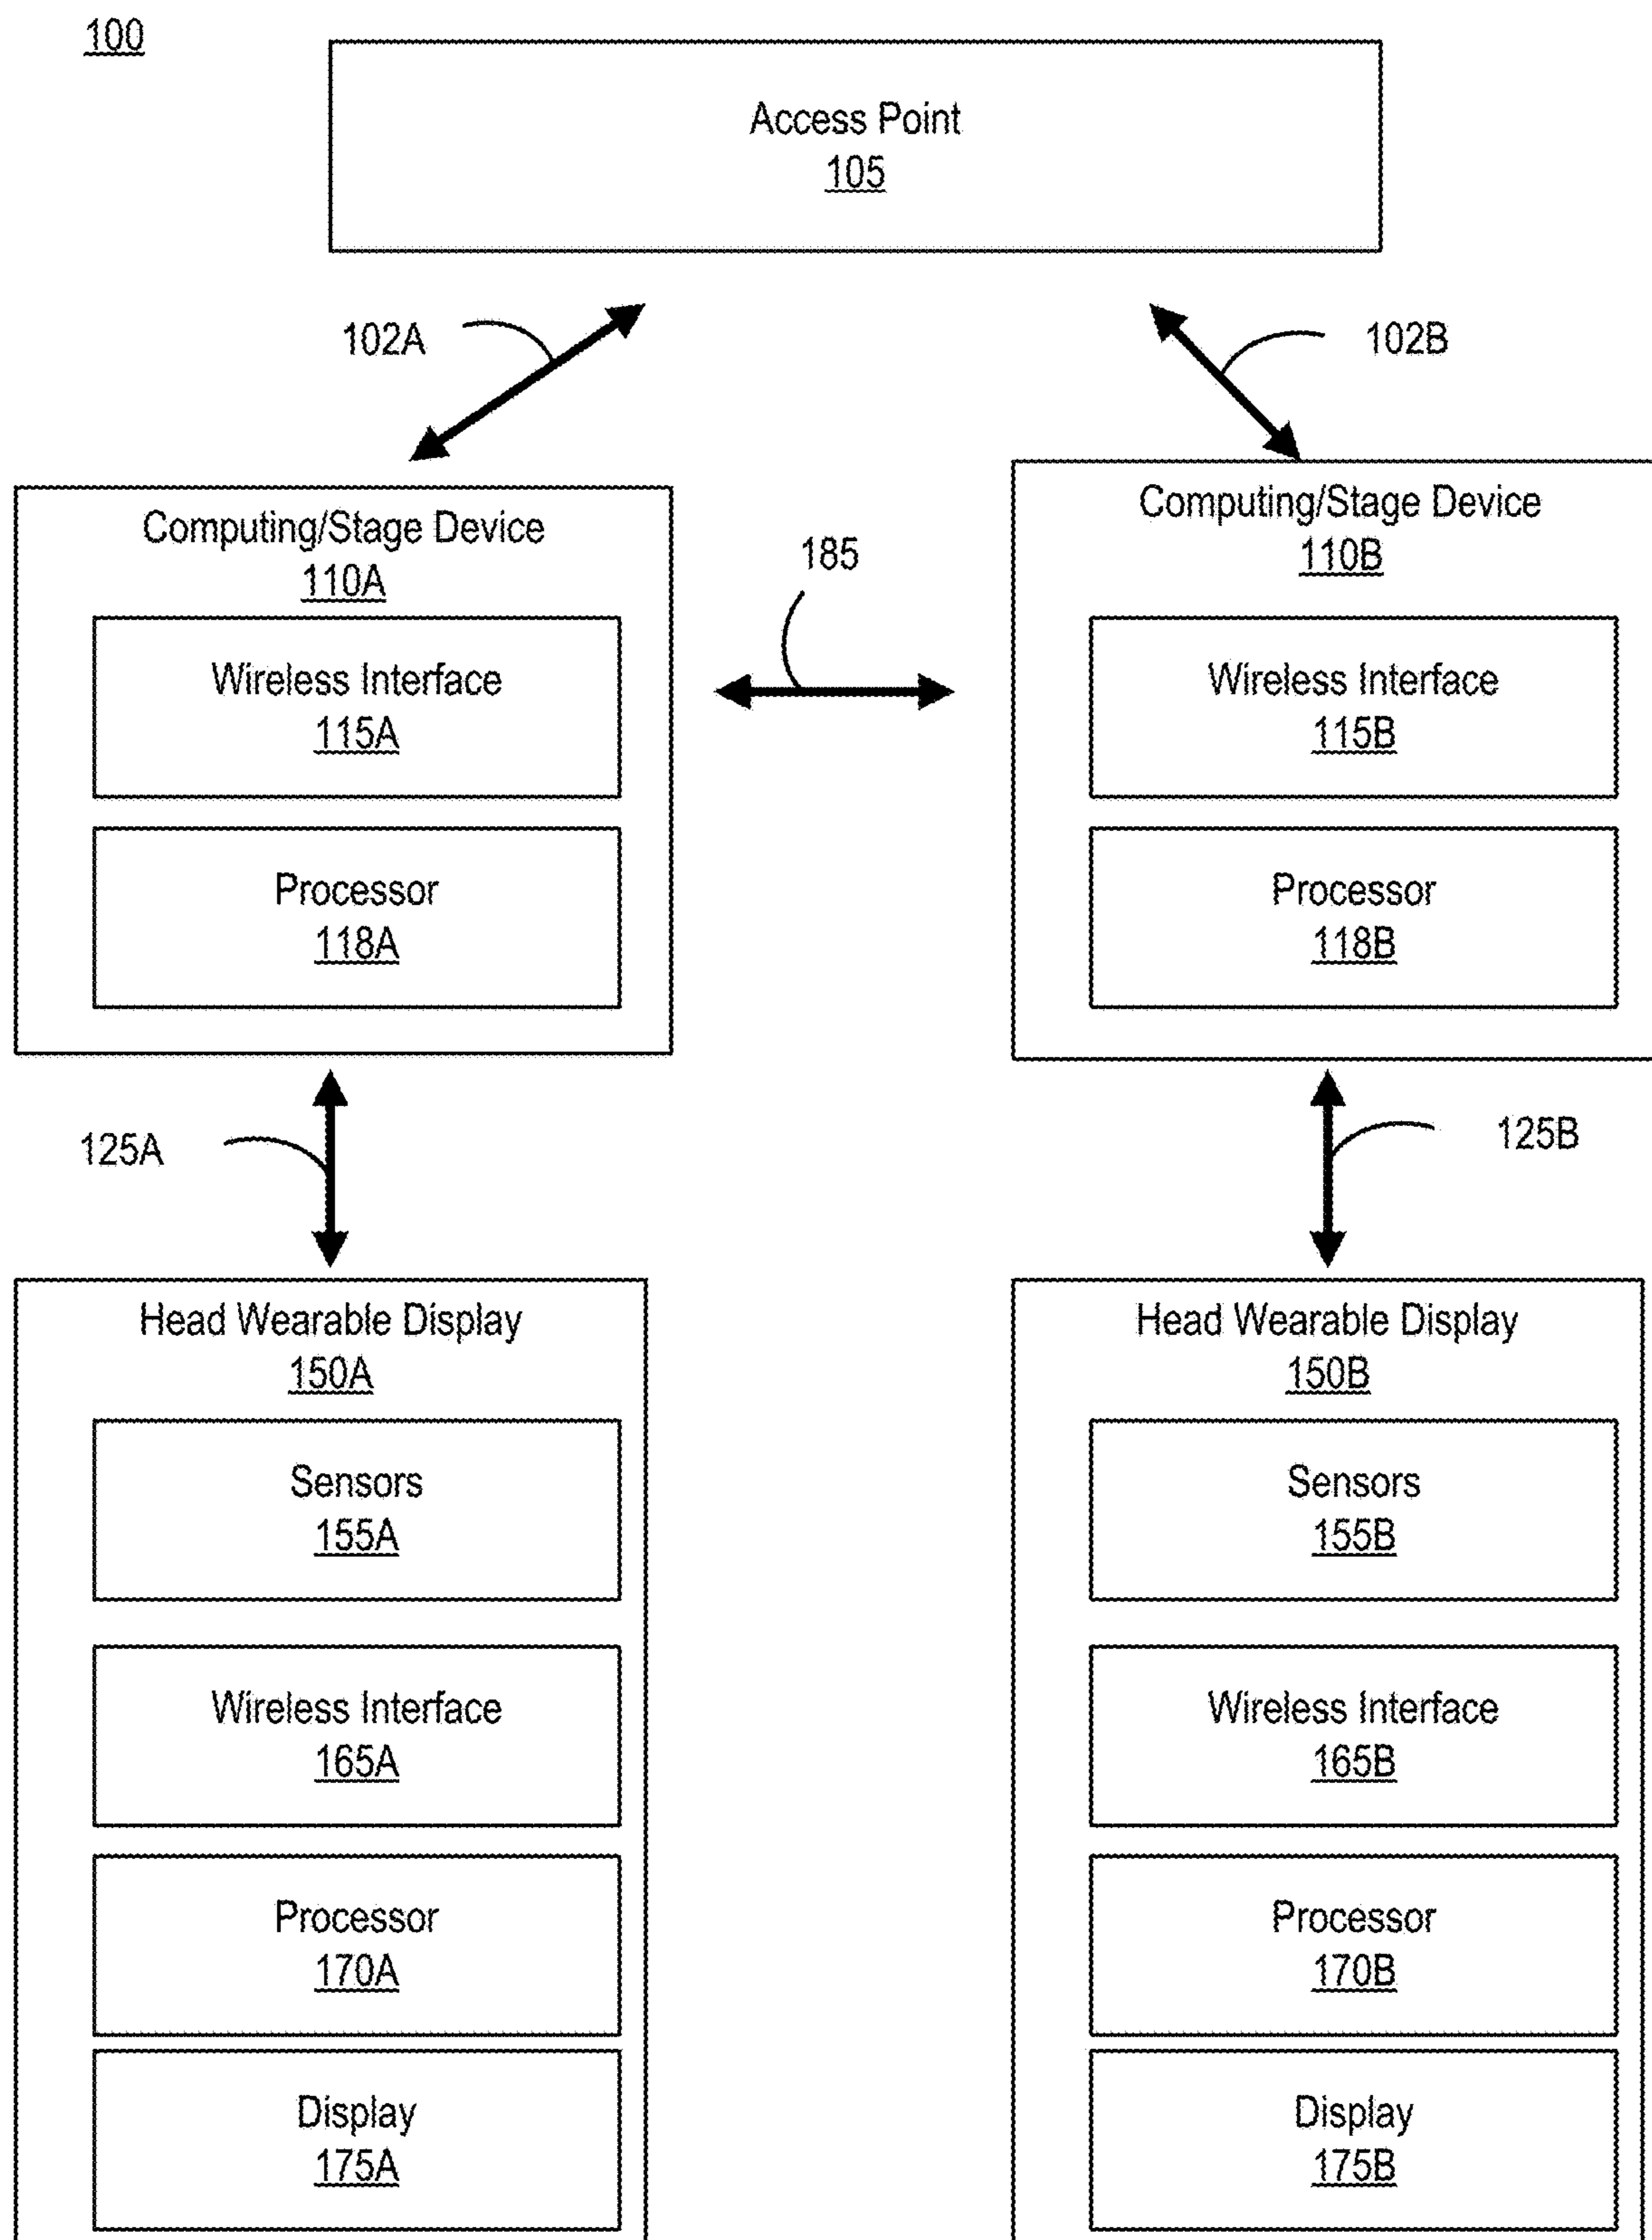 100
Access Point
105
102A
102B
Computing/Stage Device
110A
Wireless Interface
115A
Processor
118A
185
Computing/Stage Device
110B
Wireless Interface
115B
Processor
118B
125A
125B
Head Wearable Display
150A
Sensors
155A
Wireless Interface
165A
Processor
170A
Display
175A
Head Wearable Display
150B
Sensors
155B
Wireless Interface
165B
Processor
170B
Display
175B